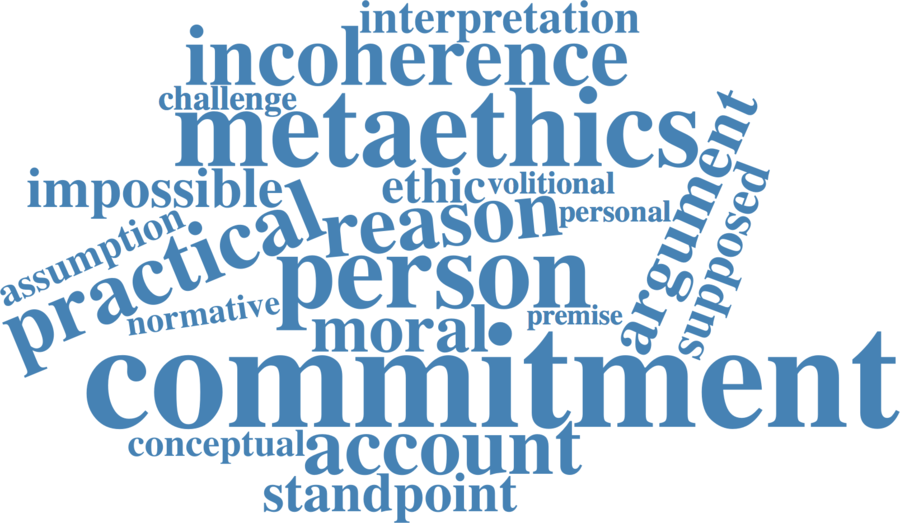 interpretation
incoherence
challenge
metaethics
impossible
ethic
volitional
argument
supposed
assumption
practical
reason
personal
person
normative
moral
premise
commitment
conceptual
account
standpoint